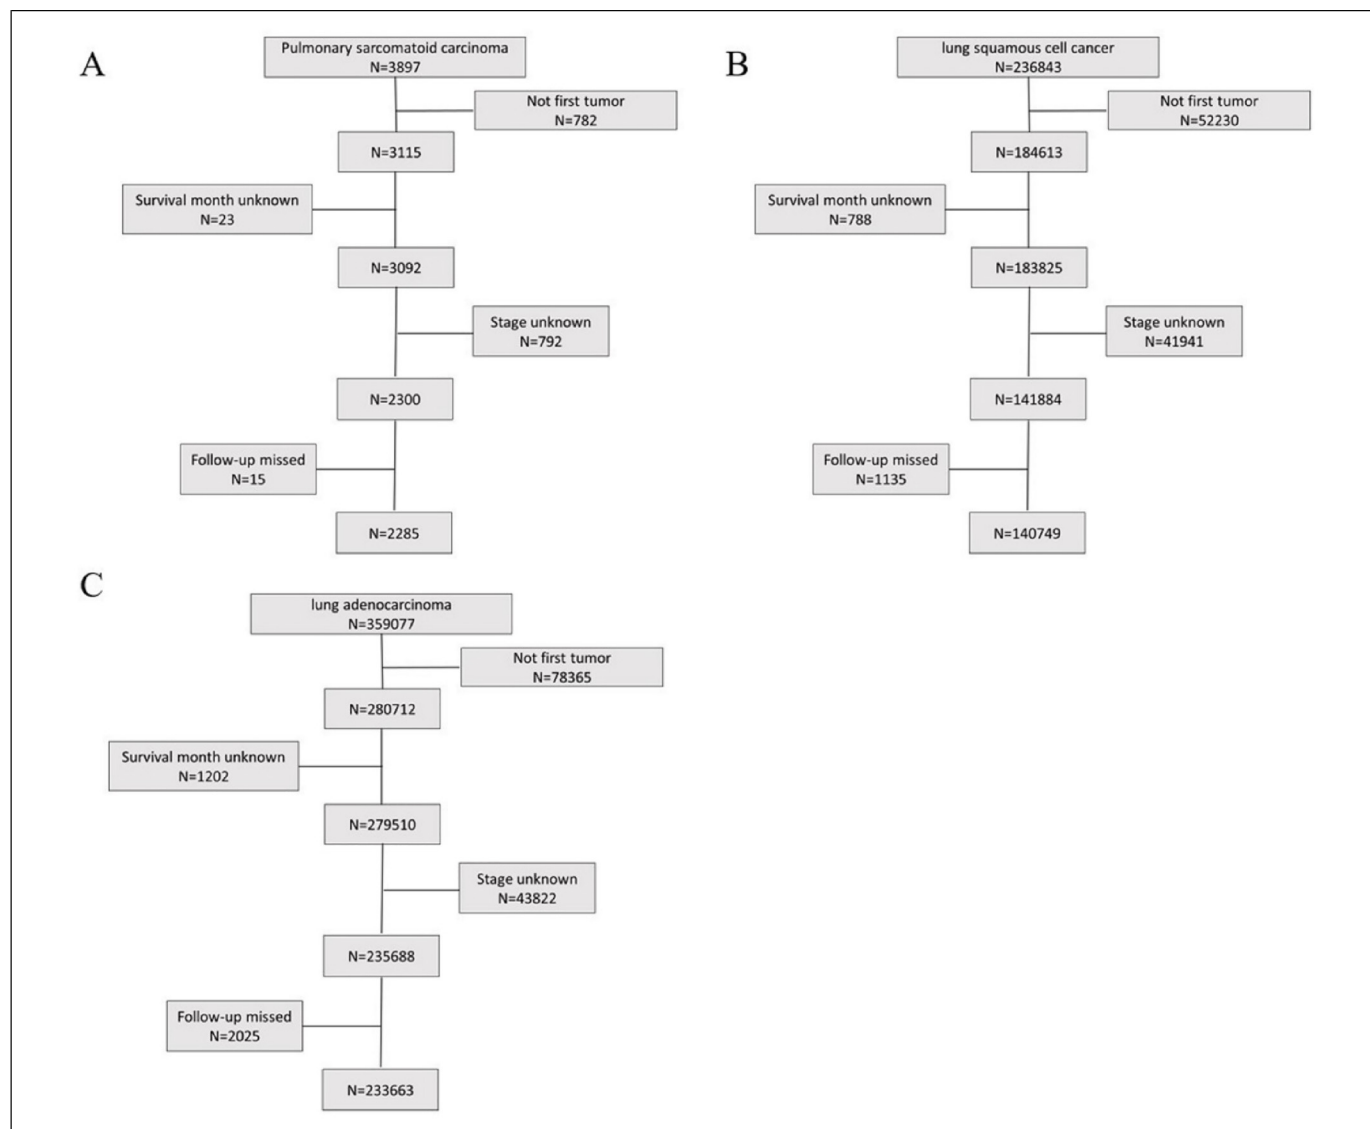 A
Pulmonary sarcomatoid carcinoma
N=3897
Not first tumor
N=782
N=3115
Survival month unknown
N=23
N=3092
Stage unknown
N=792
N=2300
Follow-up missed
N=15
N=2285
B
lung squamous cell cancer
N=236843
Not first tumor
N=52230
N=184613
Survival month unknown
N=788
N=183825
Stage unknown
N=41941
N=141884
Follow-up missed
N=1135
N=140749
C
lung adenocarcinoma
N=359077
Not first tumor
N=78365
N=280712
Survival month unknown
N=1202
N=279510
Stage unknown
N=43822
N=235688
Follow-up missed
N=2025
N=233663